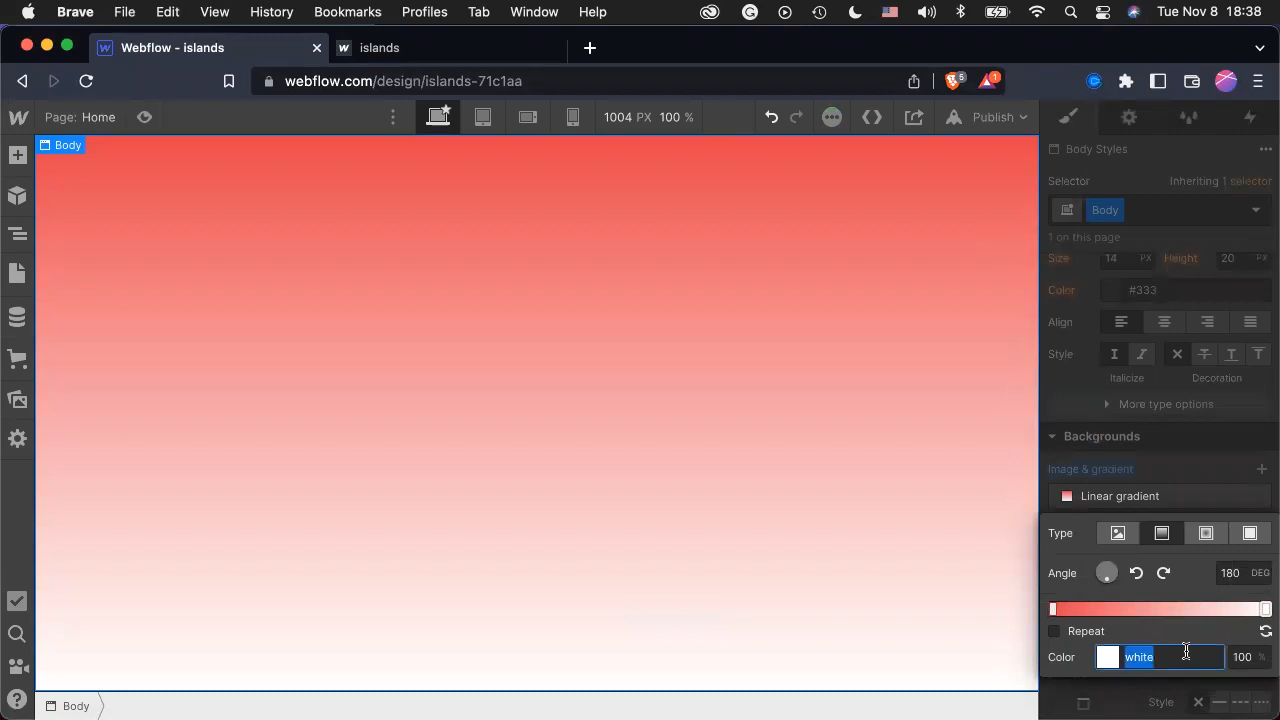 Brave File Edit View History Bookmarks Profiles Tab Window Help Tue Nov 8 18:38
Webflow - islands
islands
webflow.com/design/islands-71c1aa 5 1
Page: Home 1004 PX 100 % Publish
Body
Body Styles
Selector Inheriting 1 selector
Body
1 on this page
Size 14 PX Height 20 PX
Color #333
Align
Style
Italicize Decoration
More type options
Backgrounds
Image & gradient
Linear gradient
Type
Angle 180 DEG
Repeat
Color white 100 %
Body
Style